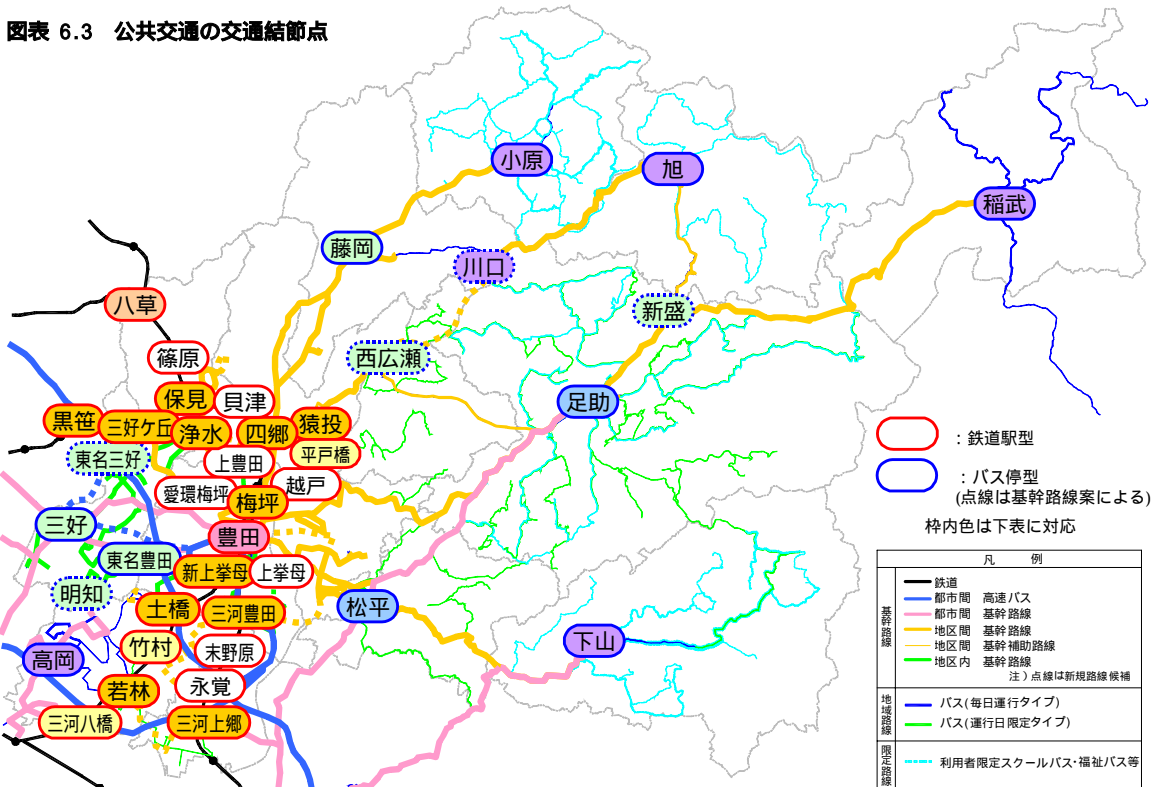 図表 6.3 公共交通の交通結節点
小原
旭
稲武
藤岡
川口
八草
新盛
篠原
西広瀬
保見
貝津
足助
黒笹
三好ケ丘
浄水
四郷
猿投
東名三好
上豊田
平戸橋
愛環梅坪
梅坪
越戸
三好
豊田
東名豊田
新上挙母
上挙母
明知
土橋
三河豊田
松平
竹村
末野原
下山
高岡
若林
永覚
三河八橋
三河上郷
：鉄道駅型
：バス停型
(点線は基幹路線案による)
枠内色は下表に対応
凡 例
基幹路線
鉄道
都市間 高速バス
都市間 基幹路線
地区間 基幹路線
地区間 基幹補助路線
地区内 基幹路線
注）点線は新規路線候補
地域路線
バス(毎日運行タイプ)
バス(運行日限定タイプ)
限定路線
利用者限定スクールバス・福祉バス等